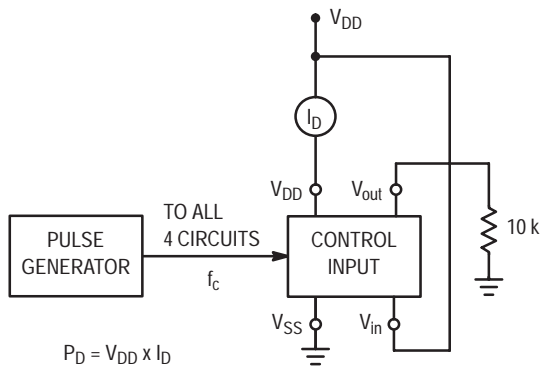 V_DD
I_D
V_DD
V_out
TO ALL
4 CIRCUITS
PULSE
GENERATOR
f_c
CONTROL
INPUT
10 k
V_SS
V_in
P_D = V_DD x I_D